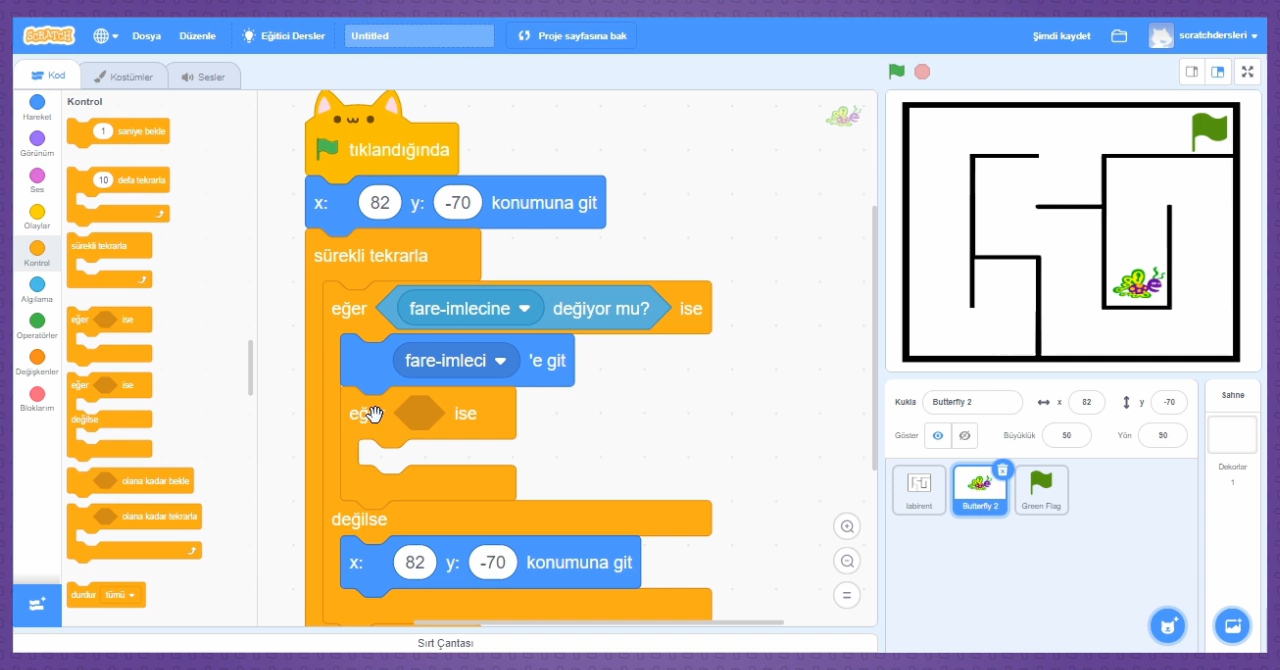 SCRATCH
Dosya
Düzenle
Eğitici Dersler
Untitled
Proje sayfasına bak
Şimdi kaydet
scratchdersleri
Kod
Kostümler
Sesler
Hareket
Görünüm
Ses
Olaylar
Kontrol
Algılama
Operatörler
Değişkenler
Bloklarım
Kontrol
1 saniye bekle
10 defa tekrarla
sürekli tekrarla
eğer ise
eğer ise
değilse
olana kadar bekle
olana kadar tekrarla
durdur tümü
tıklandığında
x: 82 y: -70 konumuna git
sürekli tekrarla
eğer fare-imlecine değiyor mu? ise
fare-imleci 'e git
eğer ise
değilse
x: 82 y: -70 konumuna git
Sırt Çantası
Kukla Butterfly 2 x 82 y -70
Göster Büyüklük 50 Yön 90
labirent
Butterfly 2
Green Flag
Sahne
Dekorlar
1